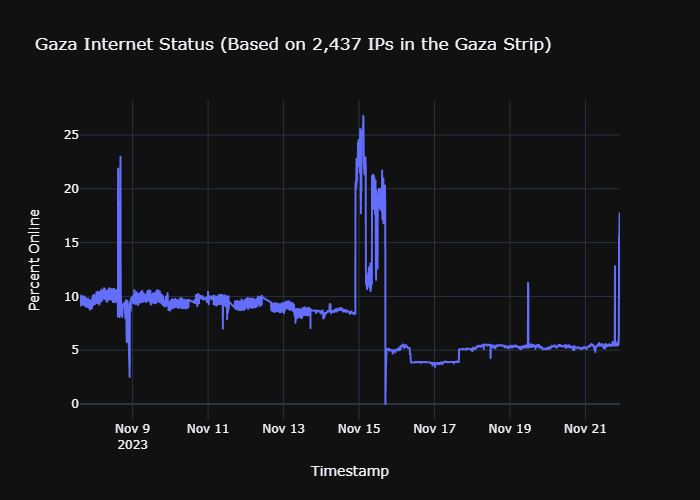 Gaza Internet Status (Based on 2,437 IPs in the Gaza Strip)
Percent Online
25
20
15
10
5
0
Nov 9 Nov 11 Nov 13 Nov 15 Nov 17 Nov 19 Nov 21
2023
Timestamp